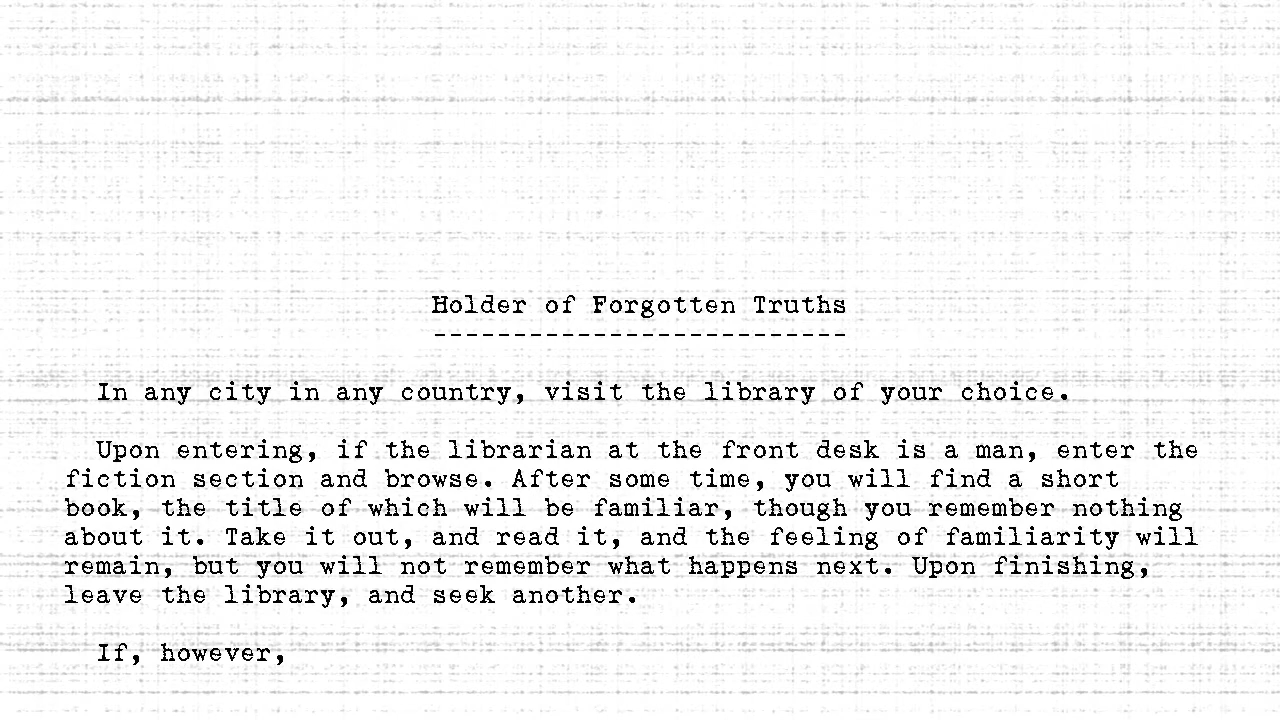 Holder of Forgotten Truths
--------------------------
In any city in any country, visit the library of your choice.
Upon entering, if the librarian at the front desk is a man, enter the
fiction section and browse. After some time, you will find a short
book, the title of which will be familiar, though you remember nothing
about it. Take it out, and read it, and the feeling of familiarity will
remain, but you will not remember what happens next. Upon finishing,
leave the library, and seek another.
If, however,